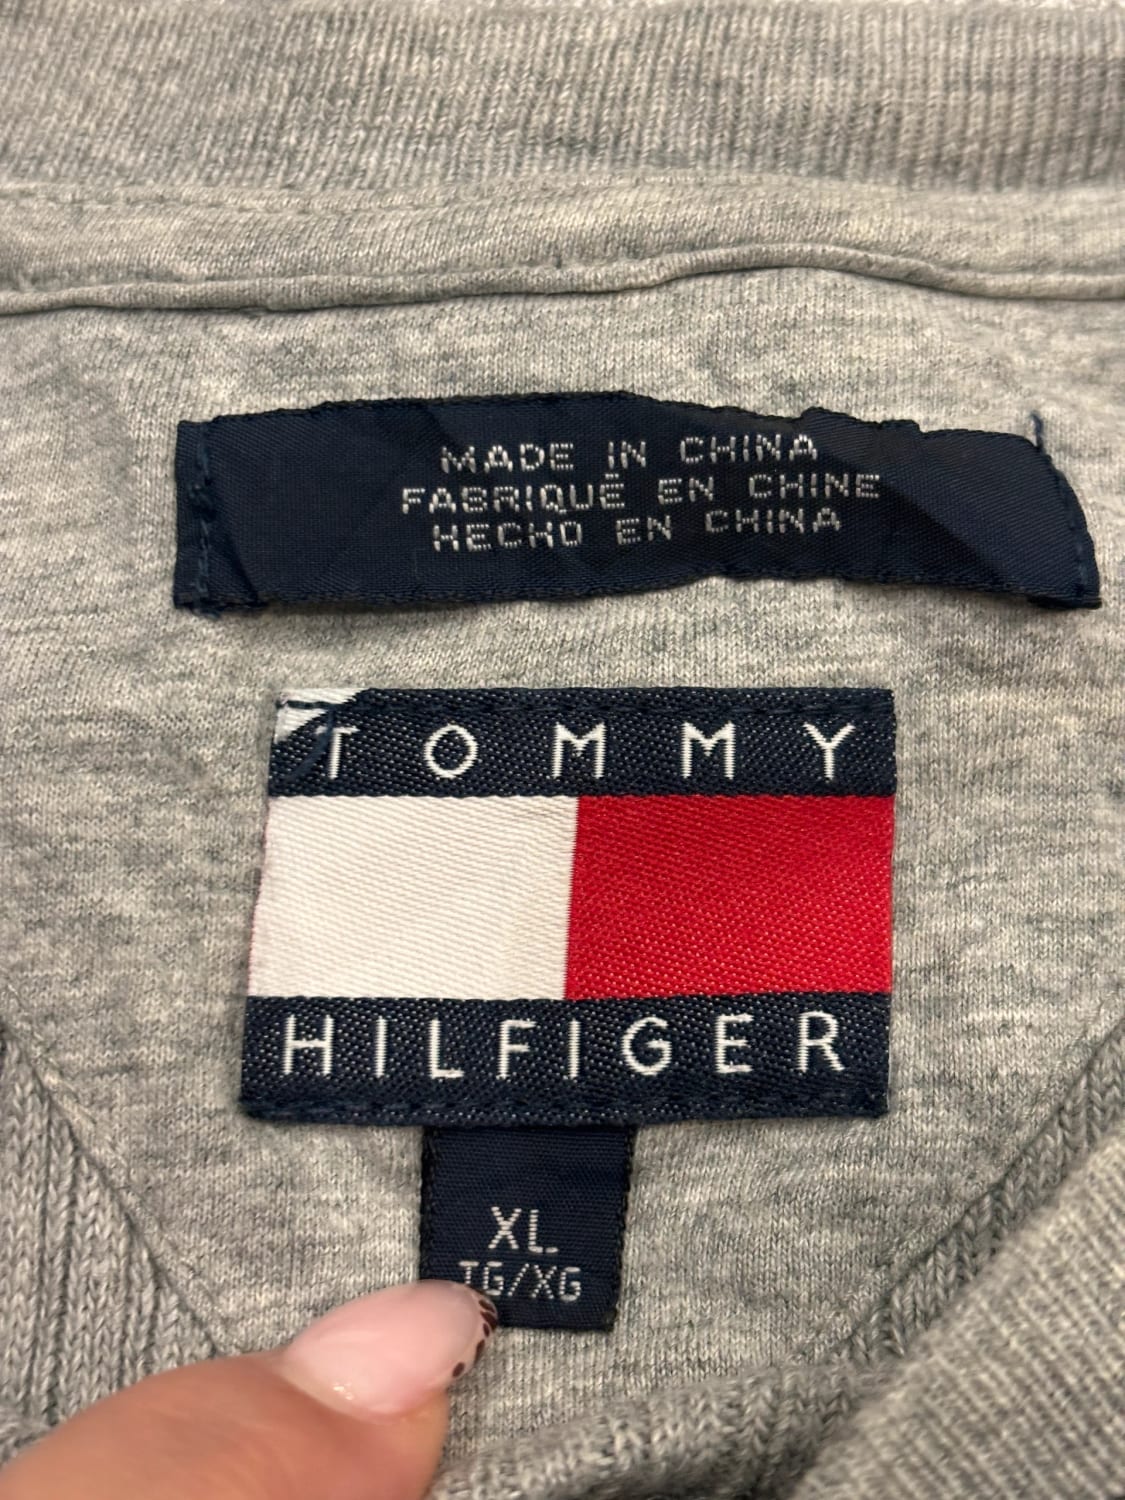 MADE IN CHINA
FABRIQUÉ EN CHINE
HECHO EN CHINA
TOMMY
HILFIGER
XL
TG/XG